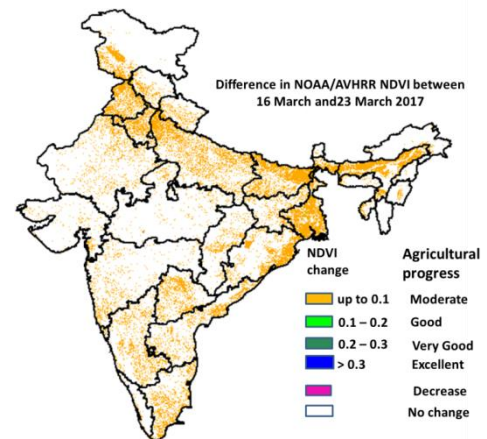 Difference in NOAA/AVHRR NDVI between
16 March and23 March 2017
NDVI
change
Agricultural
progress
up to 0.1 Moderate
0.1 – 0.2 Good
0.2 – 0.3 Very Good
> 0.3 Excellent
Decrease
No change